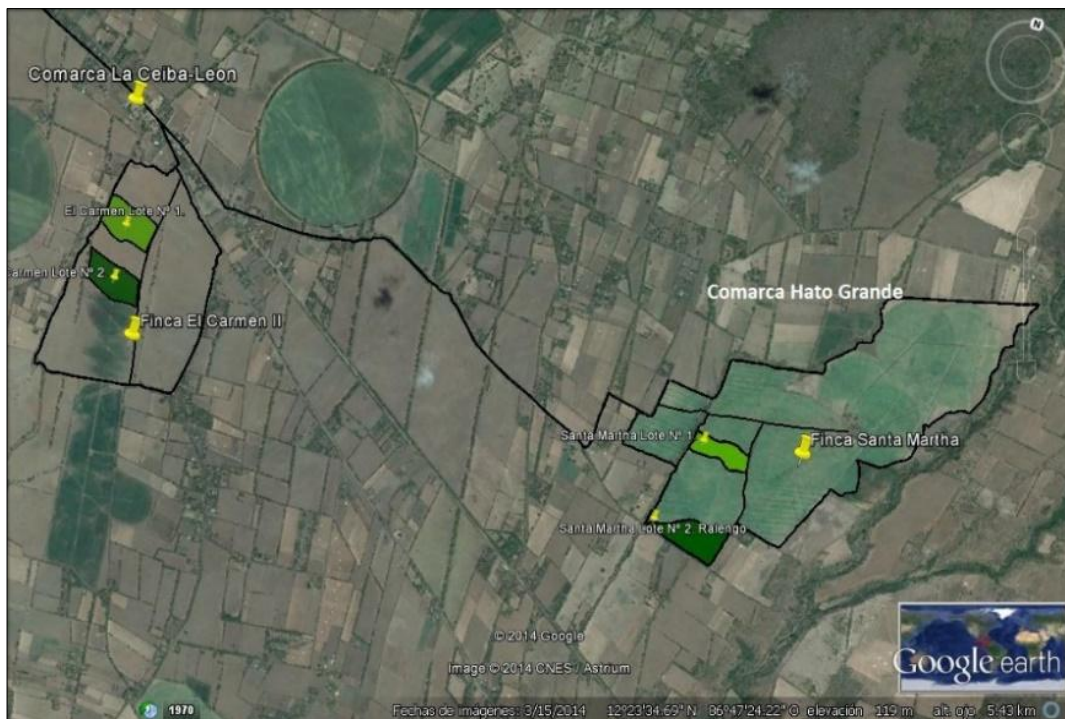 N
Comarca La Ceiba-Leon
El Carmen Lote N° 1.
Carmen Lote N° 2
Finca El Carmen II
Comarca Hato Grande
Santa Martha Lote N° 1
Finca Santa Martha
Santa Martha Lote N° 2. Ralengo
© 2014 Google
Image © 2014 CNES / Astrium
Google earth
1970
Fechas de imágenes: 3/15/2014 12°23'34.69" N 86°47'24.22" O elevación 119 m alt. ojo 5.43 km